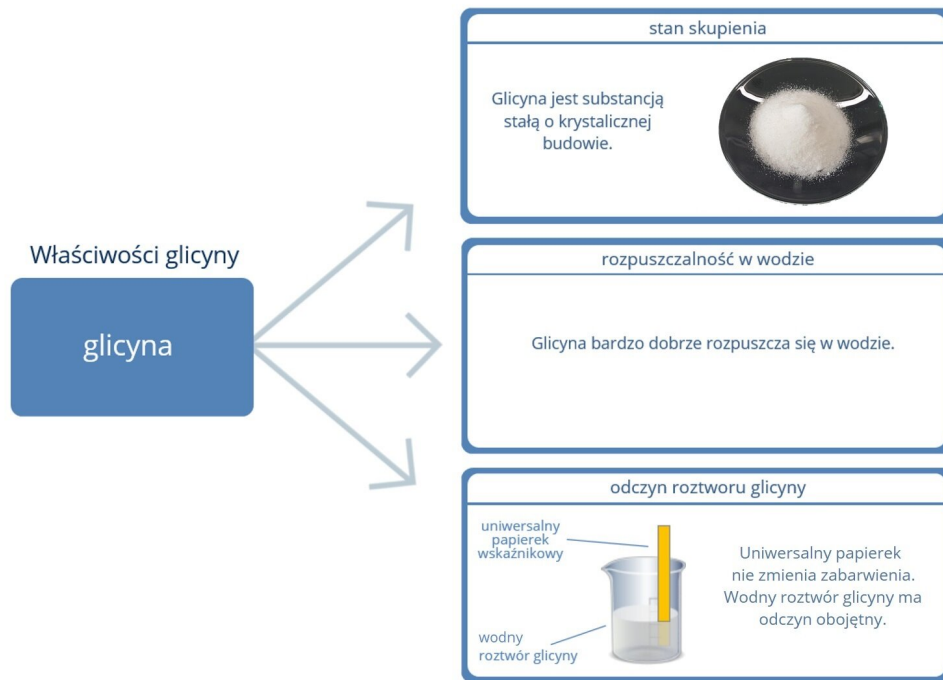 Właściwości glicyny
glicyna
stan skupienia
Glicyna jest substancją
stałą o krystalicznej
budowie.
rozpuszczalność w wodzie
Glicyna bardzo dobrze rozpuszcza się w wodzie.
odczyn roztworu glicyny
uniwersalny
papierek
wskaźnikowy
wodny
roztwór glicyny
Uniwersalny papierek
nie zmienia zabarwienia.
Wodny roztwór glicyny ma
odczyn obojętny.